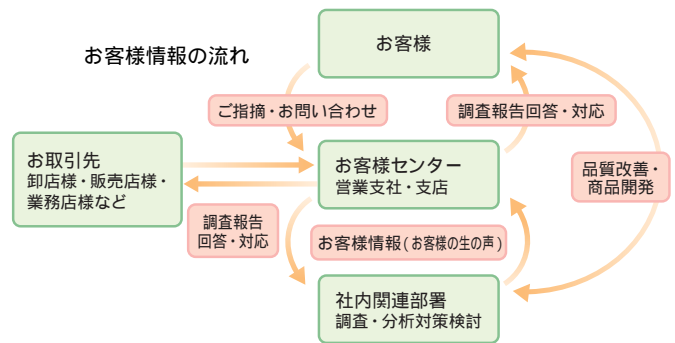 お客様情報の流れ
お客様
ご指摘・お問い合わせ
調査報告回答・対応
お取引先
卸店様・販売店様・
業務店様など
お客様センター
営業支社・支店
品質改善・
商品開発
調査報告
回答・対応
お客様情報(お客様の生の声)
社内関連部署
調査・分析対策検討